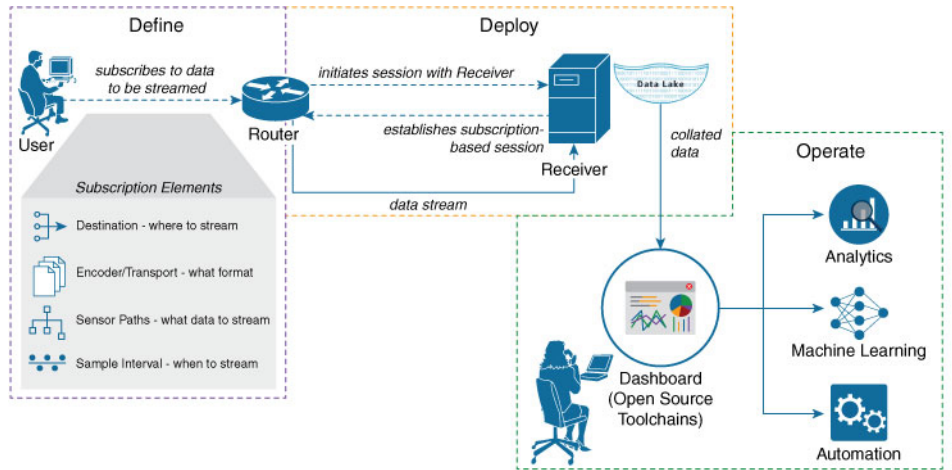 Define
subscribes to data
to be streamed
User
Router
Subscription Elements
Destination - where to stream
Encoder/Transport - what format
Sensor Paths - what data to stream
Sample Interval - when to stream
Deploy
initiates session with Receiver
establishes subscription-
based session
Receiver
data stream
Data Lake
collated
data
Operate
Dashboard
(Open Source
Toolchains)
Analytics
Machine Learning
Automation